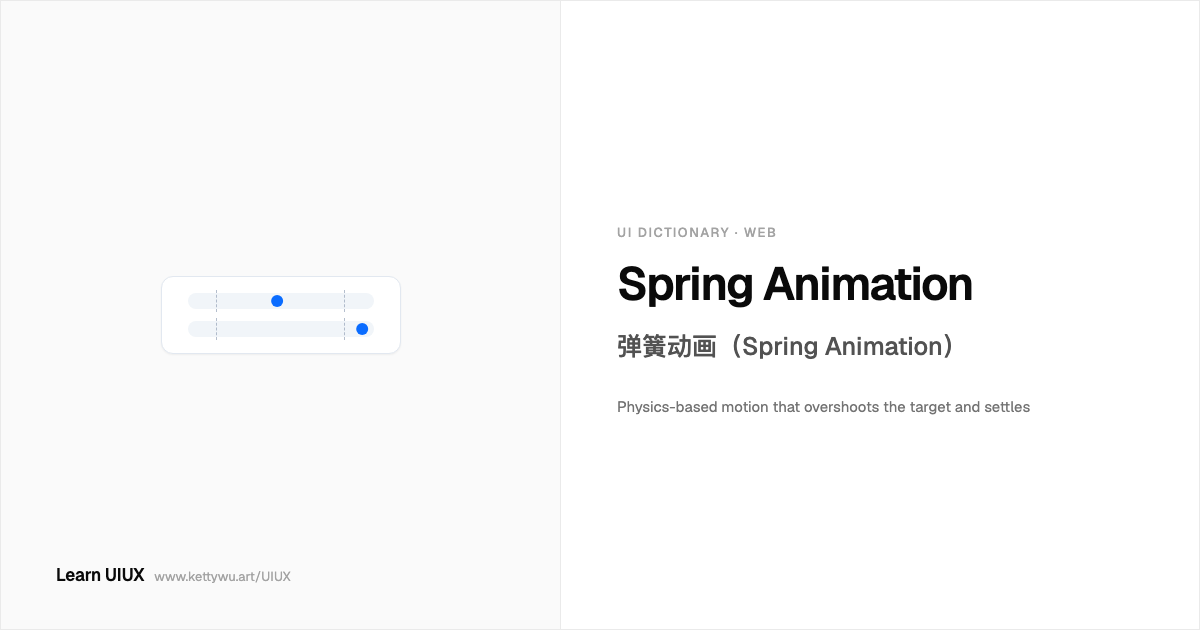 UI DICTIONARY · WEB
Spring Animation
弹簧动画（Spring Animation）
Physics-based motion that overshoots the target and settles
Learn UIUX www.kettywu.art/UIUX